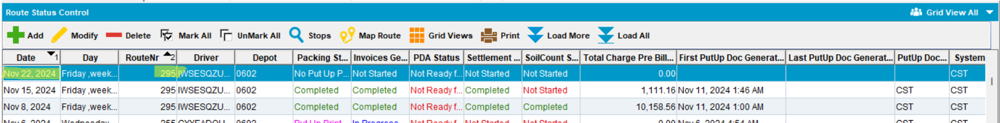 Route Status Control Grid View All
Add Modify Delete Mark All UnMark All Stops Map Route Grid Views Print Load More Load All
Date 1 Day RouteNr 2 Driver Depot Packing St... Invoices Ge... PDA Status Settlement ... SoilCount S... Total Charge Pre Bill... First PutUp Doc Generat... Last PutUp Doc Generat... PutUp Doc... System
Nov 22, 2024 Friday ,week... 295 IWSESQZU... 0602 No Put Up P... Not Started Not Ready f... Not Started Not Started 0.00 CST
Nov 15, 2024 Friday ,week... 295 IWSESQZU... 0602 Completed Completed Not Ready f... Completed Not Started 1,111.16 Nov 11, 2024 1:46 AM CST CST
Nov 8, 2024 Friday ,week... 295 IWSESQZU... 0602 Completed Completed Not Ready f... Completed Completed 10,158.56 Nov 11, 2024 1:00 AM CST CST
Nov 6, 2024 Wednesday 0602 Put Up Print In Progress Not Ready f... Not Started Not Started 0.00 Nov 6, 2024 4:54 AM CST CST